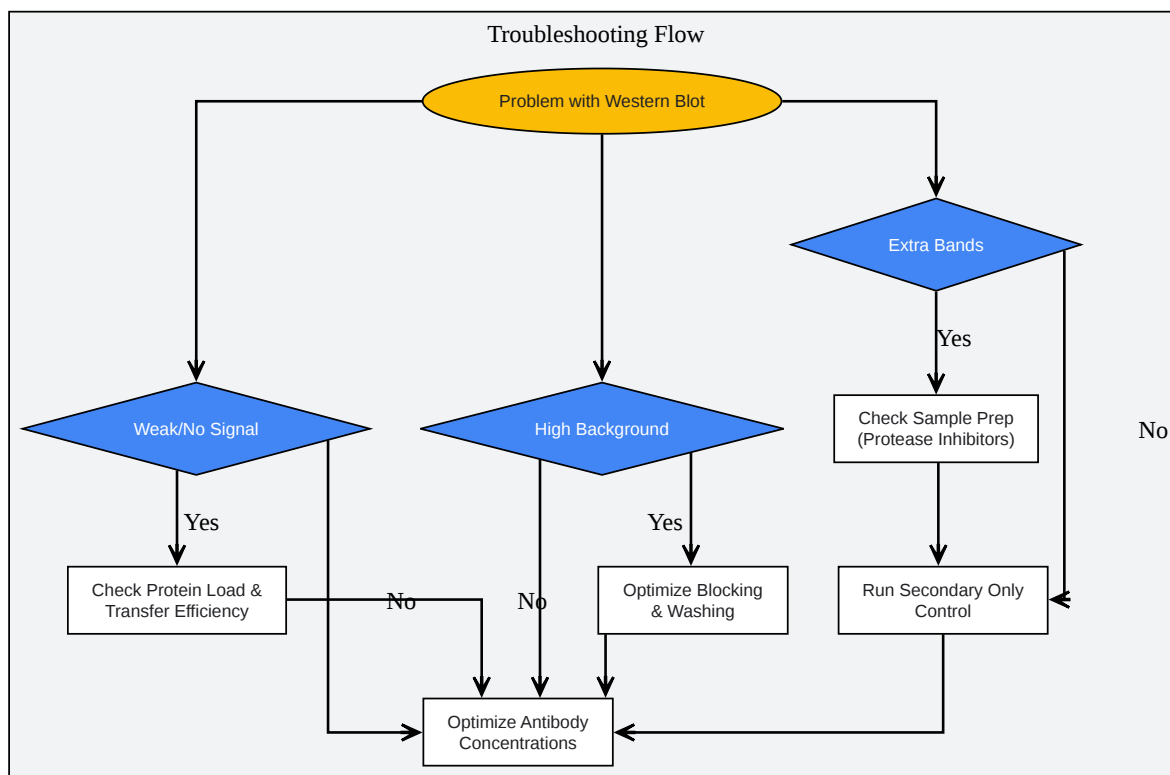 Troubleshooting Flow
Problem with Western Blot
Extra Bands
Yes
Weak/No Signal
High Background
Check Sample Prep
(Protease Inhibitors)
No
Yes
Yes
Check Protein Load &
Transfer Efficiency
No
No
Optimize Blocking
& Washing
Run Secondary Only
Control
Optimize Antibody
Concentrations